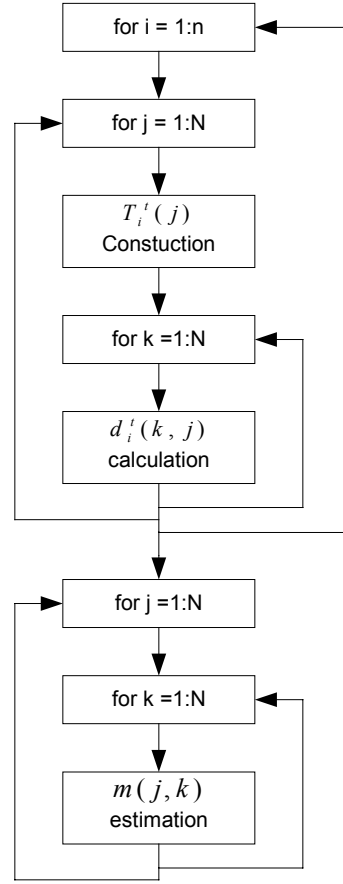 for i = 1:n
for j = 1:N
T_i^t(j)
Constuction
for k =1:N
d_i^t(k, j)
calculation
for j =1:N
for k =1:N
m(j,k)
estimation